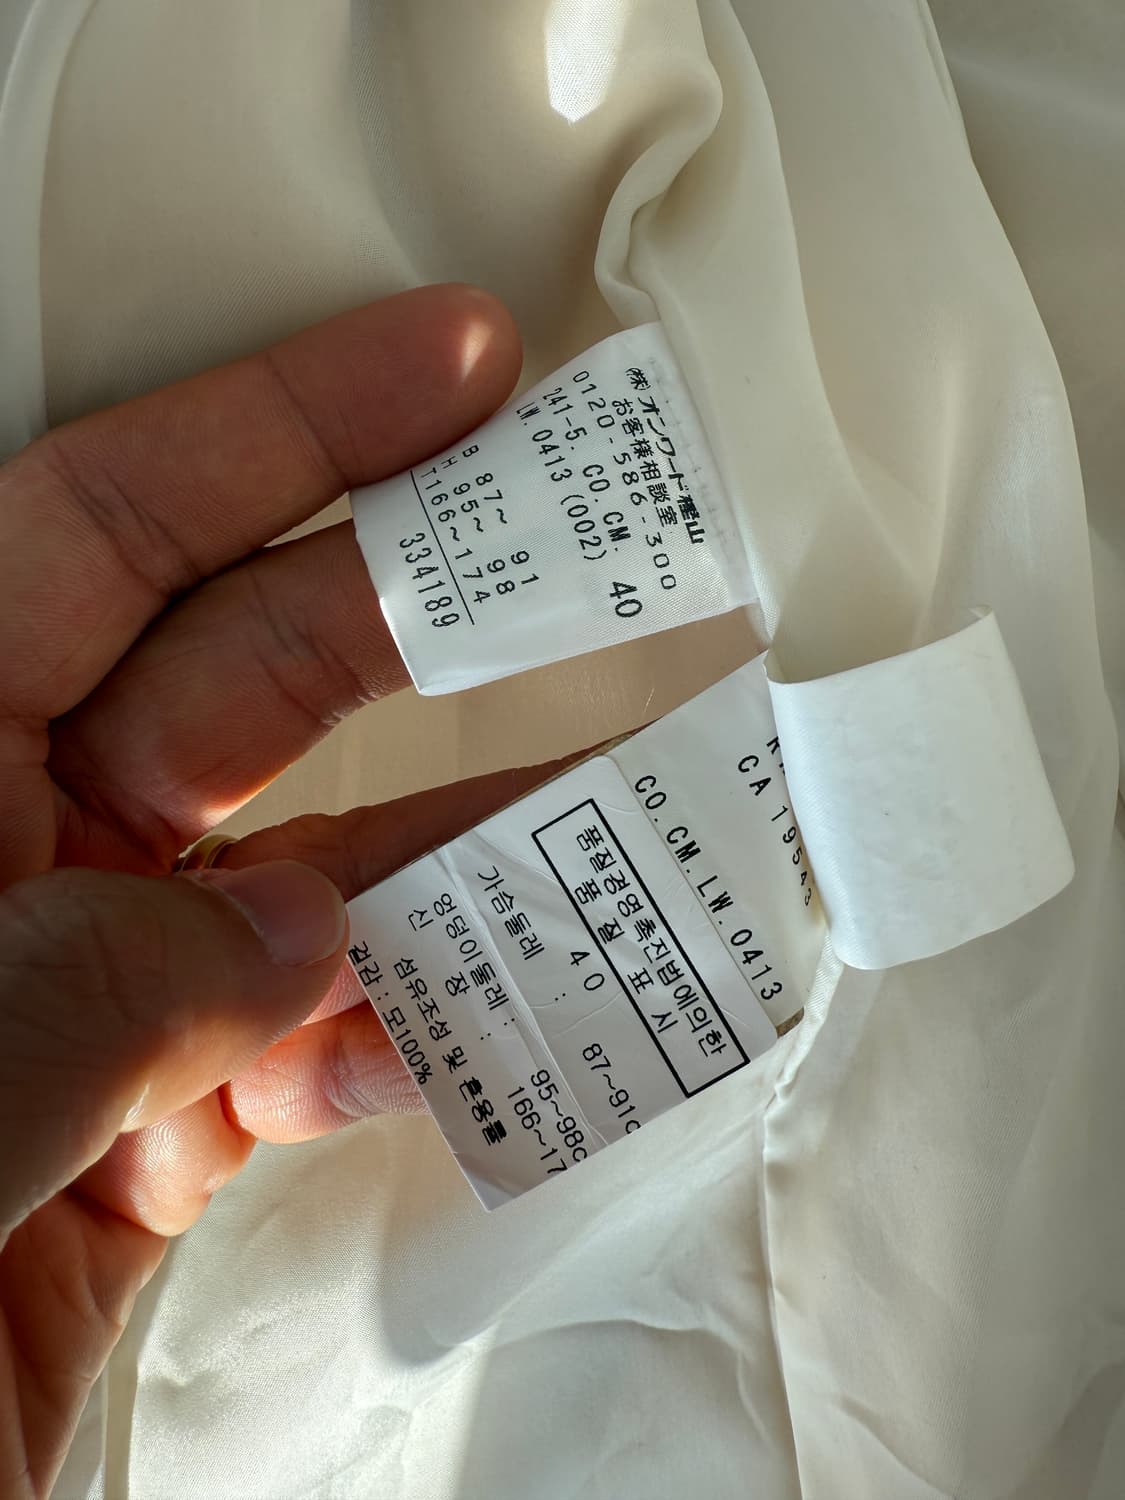 (株)オンワード樫山
お客様相談室
0120-586-300
241-5. CO. CM. 40
LW. 0413 (002)
B 87~ 91
H 95~ 98
T166~174
334189
CA 19543
CO. CM. LW. 0413
품질경영촉진법에의한
품 질 표 시
40
가슴둘레 : 87~91
엉덩이둘레 : 95~98
신 장 : 166~17
섬유조성 및 혼용률
겉감 : 모100%